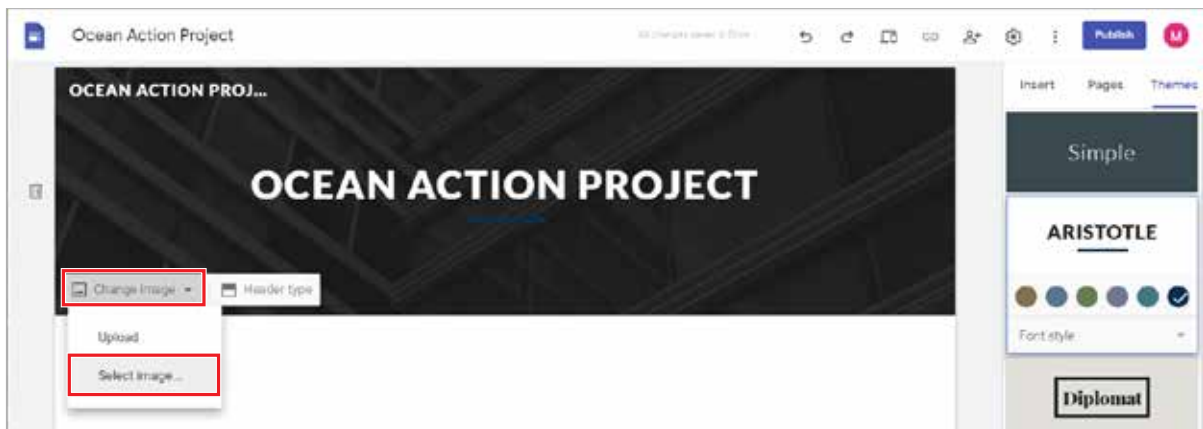 Ocean Action Project
Publish
M
OCEAN ACTION PROJ...
Insert Pages Themes
Simple
OCEAN ACTION PROJECT
ARISTOTLE
Change Image
Header type
Upload
Font style
Select Image...
Diplomat